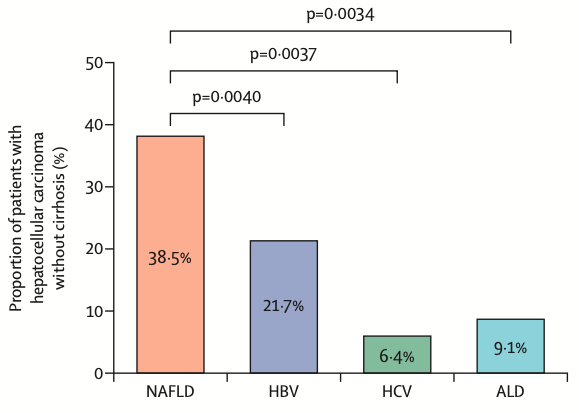 p=0·0034
p=0·0037
p=0·0040
Proportion of patients with
hepatocellular carcinoma
without cirrhosis (%)
50
40
30
20
10
0
38·5%
21·7%
6·4%
9·1%
NAFLD
HBV
HCV
ALD